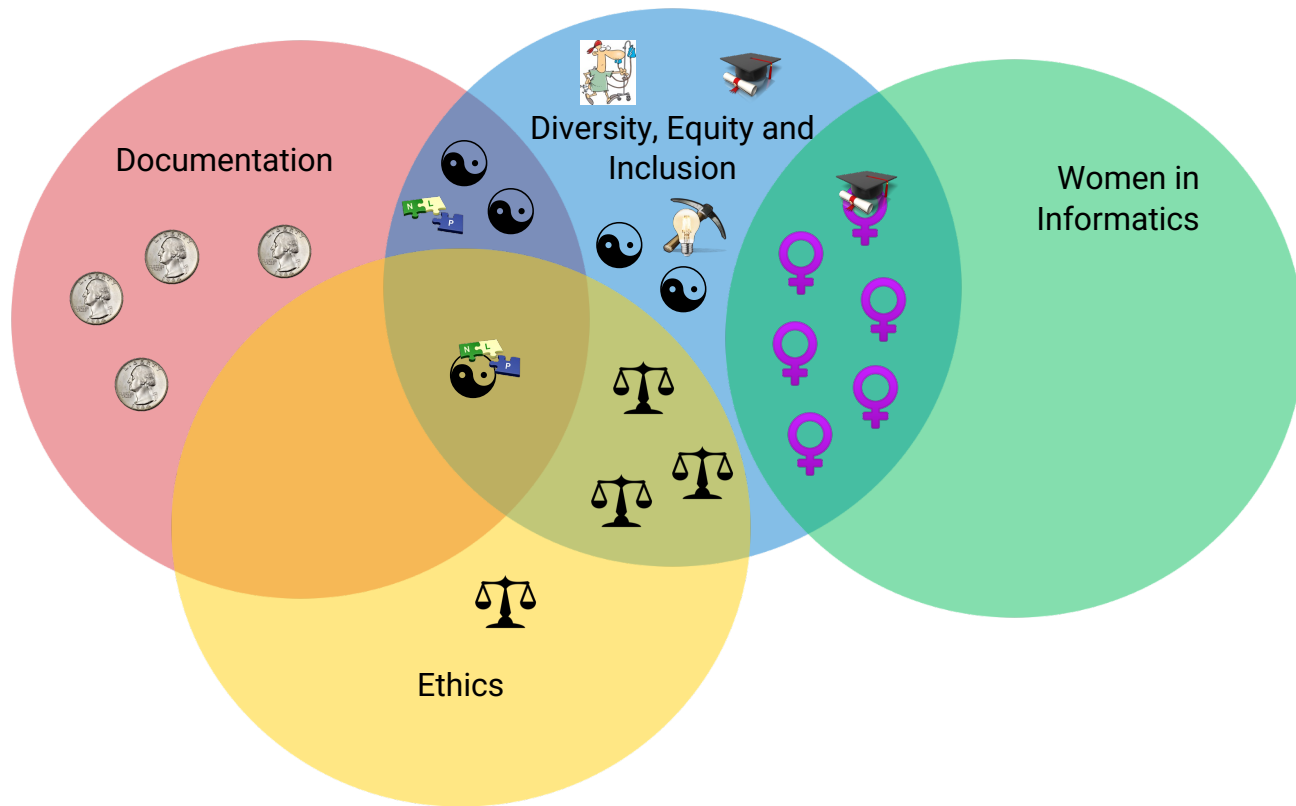 Documentation
Diversity, Equity and
Inclusion
Women in
Informatics
N L
P
N L
P
Ethics